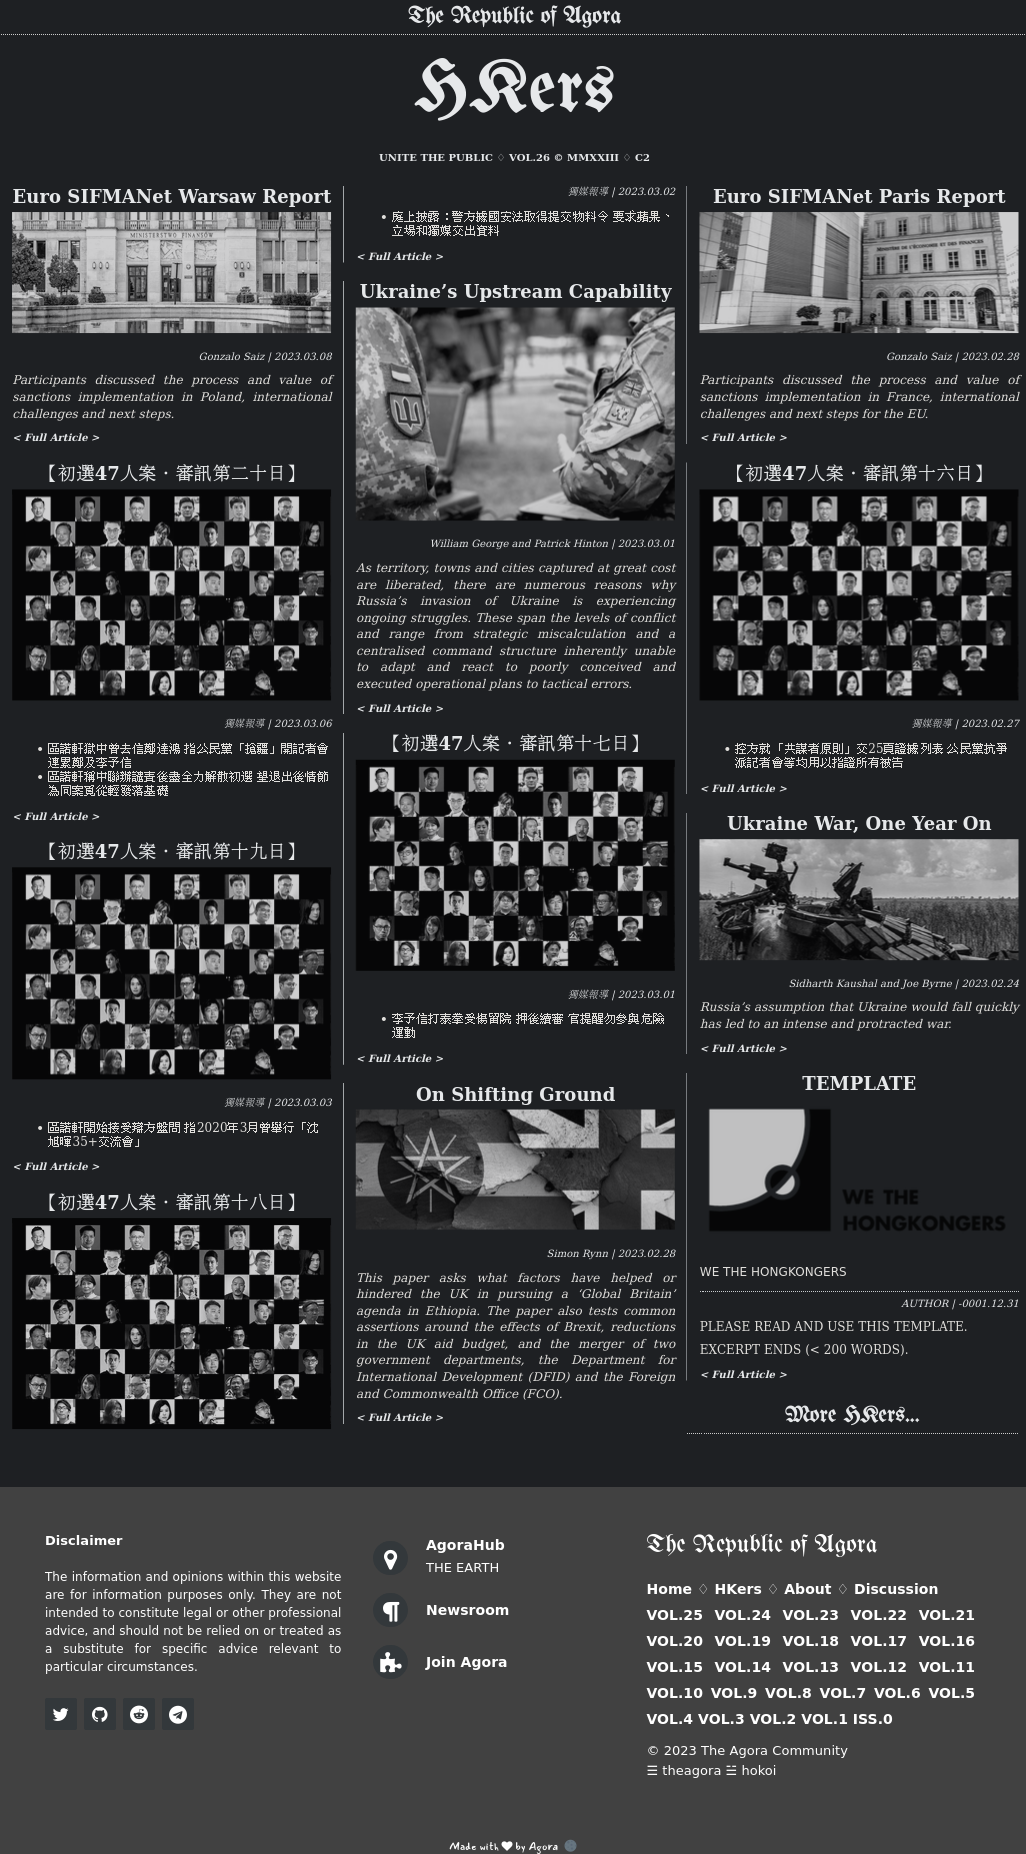 The Republic of Agora
HKers
UNITE THE PUBLIC ♢ VOL.26 © MMXXIII ♢ C2
Euro SIFMANet Warsaw Report
MINISTERSTWO FINANSÓW
Gonzalo Saiz | 2023.03.08
Participants discussed the process and value of
sanctions implementation in Poland, international
challenges and next steps.
< Full Article >
【初選47人案・審訊第二十日】
獨媒報導 | 2023.03.06
• 區諾軒獄中曾去信鄭達鴻 指公民黨「搶疆」開記者會
連累鄭及李予信
• 區諾軒稱中聯辦譴責後盡全力解散初選 望退出後情節
為同案冤從輕發落基礎
< Full Article >
【初選47人案・審訊第十九日】
獨媒報導 | 2023.03.03
• 區諾軒開始接受辯方盤問 指2020年3月曾舉行「沈
旭暉35+交流會」
< Full Article >
【初選47人案・審訊第十八日】
獨媒報導 | 2023.03.02
• 庭上披露：警方據國安法取得提交物料令 要求蘋果、
立場和獨媒交出資料
< Full Article >
Ukraine’s Upstream Capability
William George and Patrick Hinton | 2023.03.01
As territory, towns and cities captured at great cost
are liberated, there are numerous reasons why
Russia’s invasion of Ukraine is experiencing
ongoing struggles. These span the levels of conflict
and range from strategic miscalculation and a
centralised command structure inherently unable
to adapt and react to poorly conceived and
executed operational plans to tactical errors.
< Full Article >
【初選47人案・審訊第十七日】
獨媒報導 | 2023.03.01
• 李予信打泰拳受傷留院 押後續審 官提醒勿參與危險
運動
< Full Article >
On Shifting Ground
Simon Rynn | 2023.02.28
This paper asks what factors have helped or
hindered the UK in pursuing a ‘Global Britain’
agenda in Ethiopia. The paper also tests common
assertions around the effects of Brexit, reductions
in the UK aid budget, and the merger of two
government departments, the Department for
International Development (DFID) and the Foreign
and Commonwealth Office (FCO).
< Full Article >
Euro SIFMANet Paris Report
Gonzalo Saiz | 2023.02.28
Participants discussed the process and value of
sanctions implementation in France, international
challenges and next steps for the EU.
< Full Article >
【初選47人案・審訊第十六日】
獨媒報導 | 2023.02.27
• 控方就「共謀者原則」交25頁證據列表 公民黨抗爭
派記者會等均用以指證所有被告
< Full Article >
Ukraine War, One Year On
Sidharth Kaushal and Joe Byrne | 2023.02.24
Russia’s assumption that Ukraine would fall quickly
has led to an intense and protracted war.
< Full Article >
TEMPLATE
WE THE
HONGKONGERS
WE THE HONGKONGERS
AUTHOR | -0001.12.31
PLEASE READ AND USE THIS TEMPLATE.
EXCERPT ENDS (< 200 WORDS).
< Full Article >
More HKers...
Disclaimer
The information and opinions within this website
are for information purposes only. They are not
intended to constitute legal or other professional
advice, and should not be relied on or treated as
a substitute for specific advice relevant to
particular circumstances.
AgoraHub
THE EARTH
Newsroom
Join Agora
The Republic of Agora
Home ♢ HKers ♢ About ♢ Discussion
VOL.25 VOL.24 VOL.23 VOL.22 VOL.21
VOL.20 VOL.19 VOL.18 VOL.17 VOL.16
VOL.15 VOL.14 VOL.13 VOL.12 VOL.11
VOL.10 VOL.9 VOL.8 VOL.7 VOL.6 VOL.5
VOL.4 VOL.3 VOL.2 VOL.1 ISS.0
© 2023 The Agora Community
☰ theagora ☱ hokoi
Made with ♥ by Agora